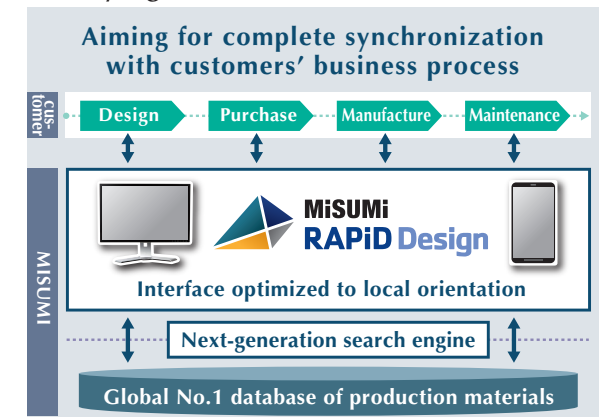 Aiming for complete synchronization
with customers' business process
cus-
tomer
Design
Purchase
Manufacture
Maintenance
MISUMI
MiSUMi
RAPiD Design
Interface optimized to local orientation
Next-generation search engine
Global No.1 database of production materials